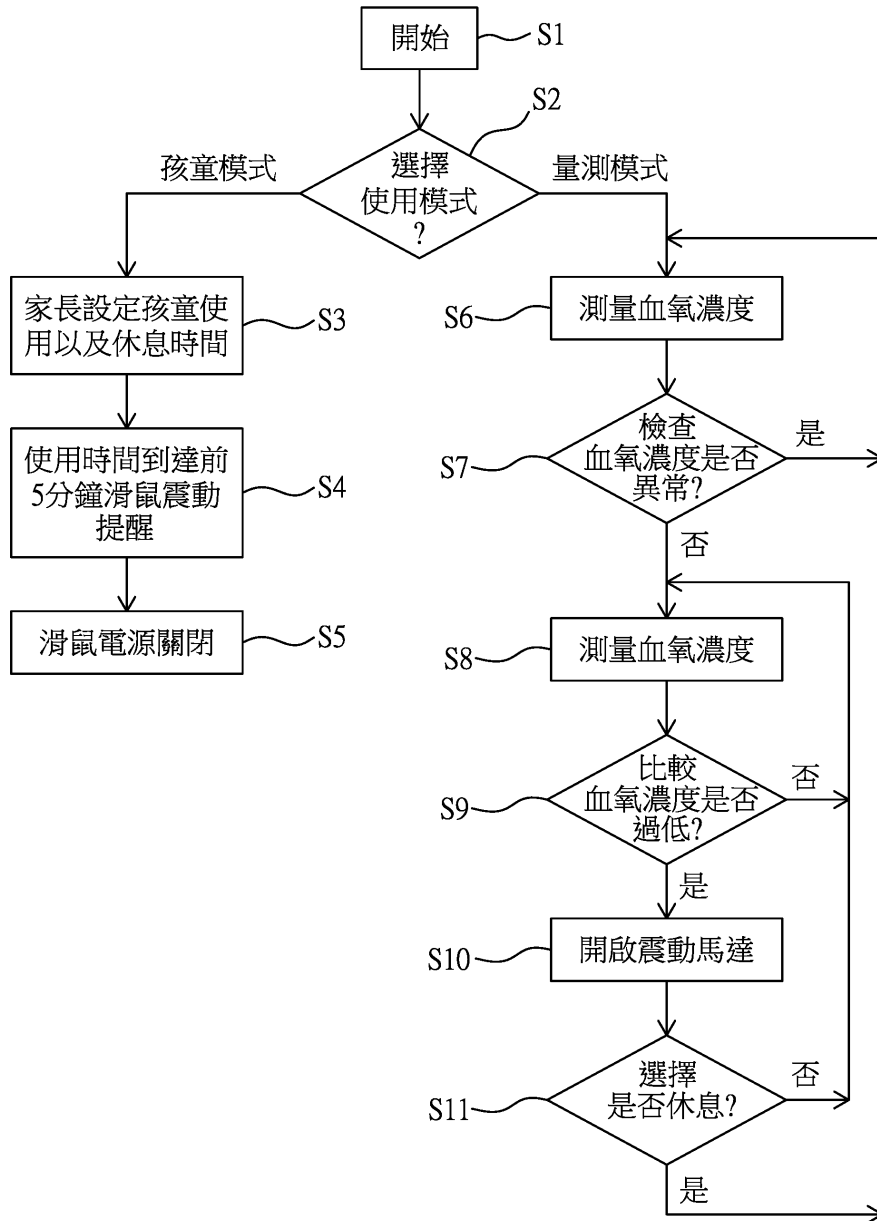 開始
S1
S2
選擇
使用模式
?
孩童模式
量測模式
家長設定孩童使
用以及休息時間
S3
使用時間到達前
5分鐘滑鼠震動
提醒
S4
滑鼠電源關閉
S5
測量血氧濃度
S6
檢查
血氧濃度是否
異常?
S7
是
否
測量血氧濃度
S8
比較
血氧濃度是否
過低?
S9
否
是
開啟震動馬達
S10
選擇
是否休息?
S11
否
是